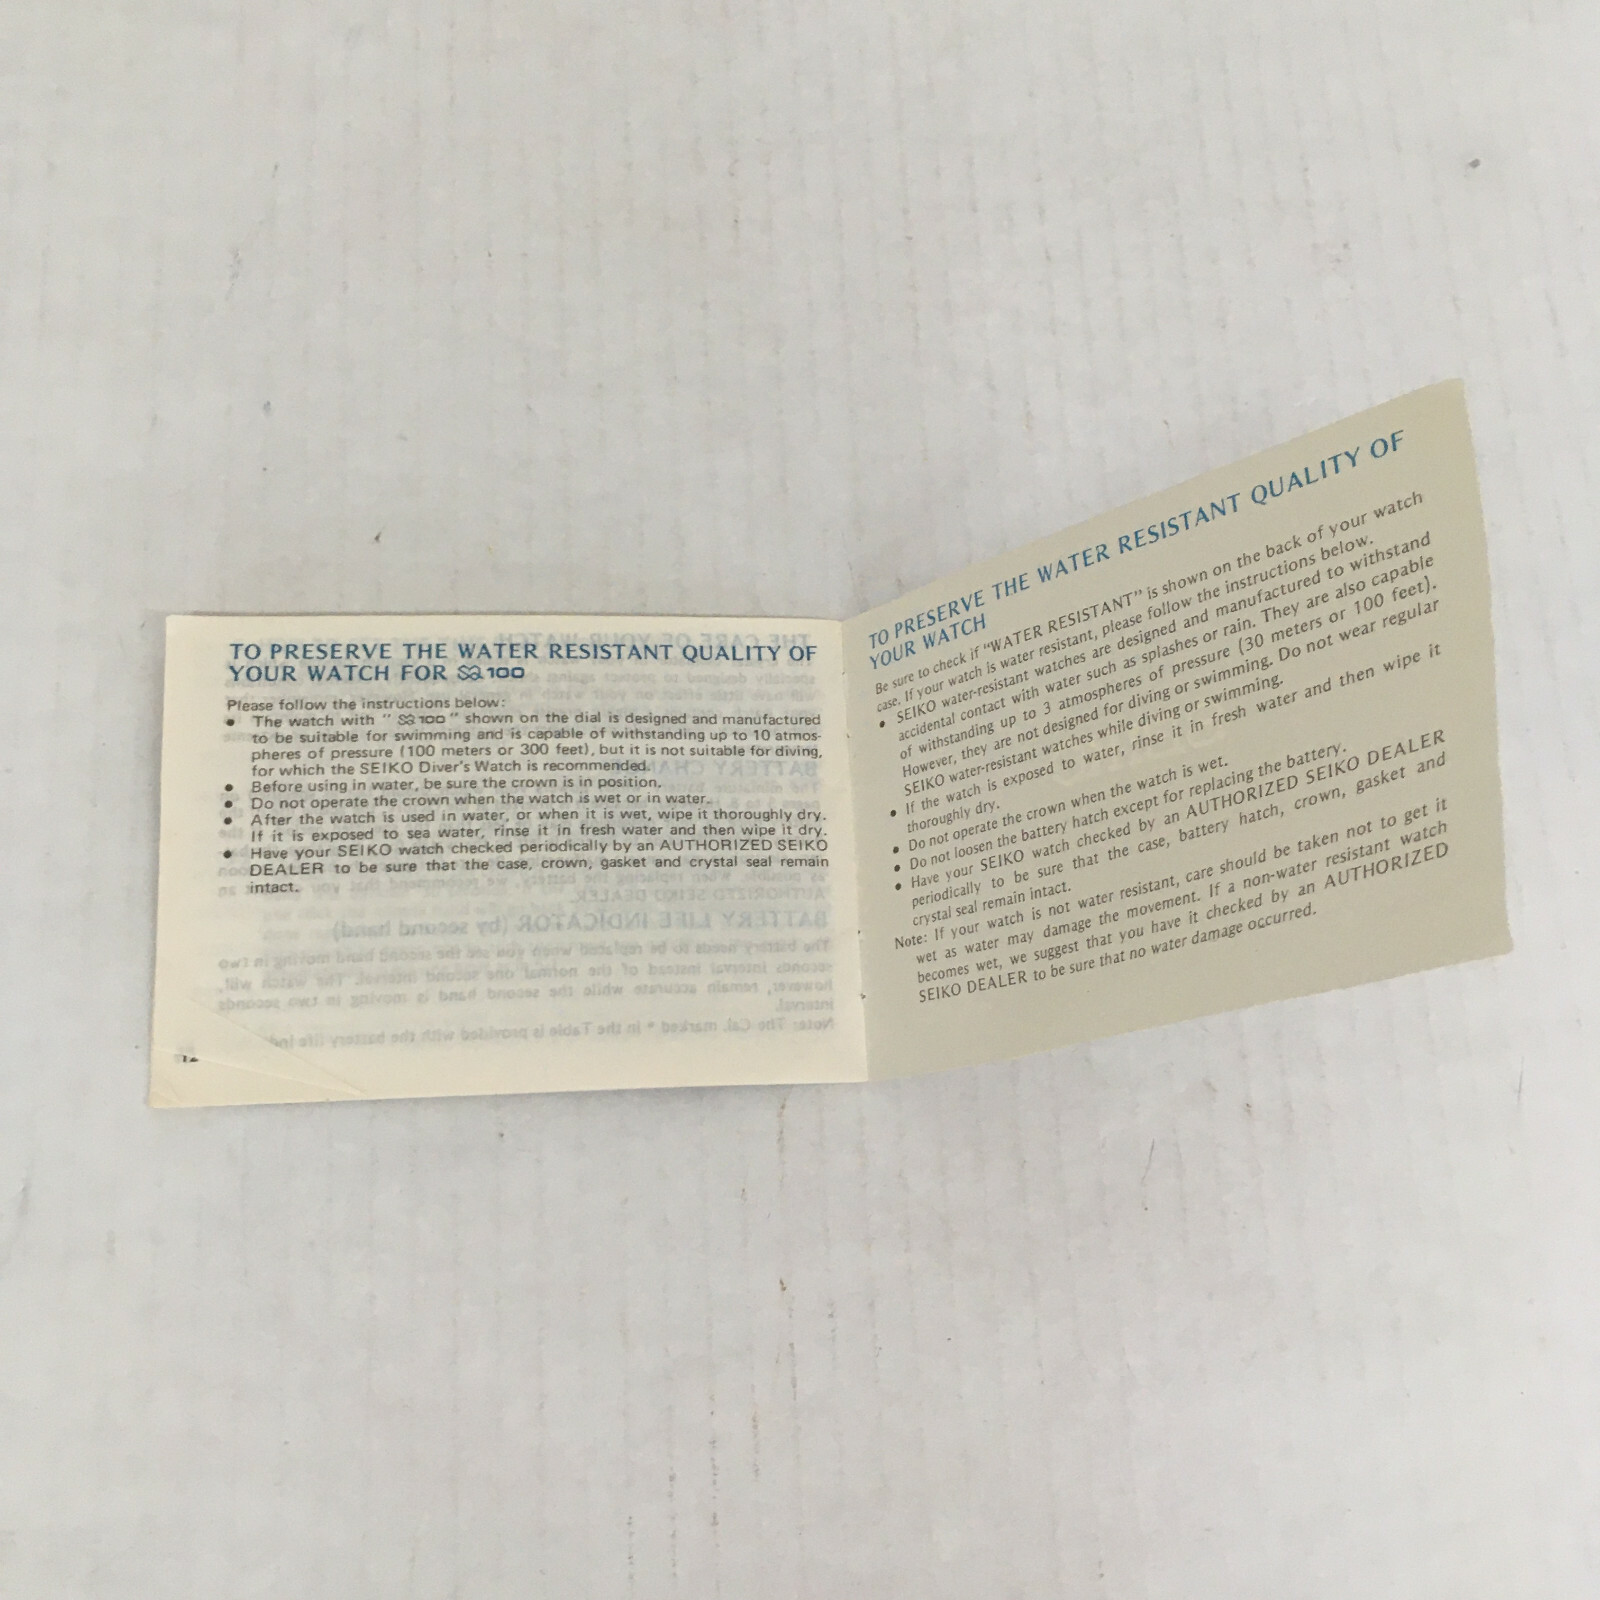 TO PRESERVE THE WATER RESISTANT QUALITY OF
YOUR WATCH FOR SQ 100
Please follow the instructions below:
● The watch with " SQ 100 " shown on the dial is designed and manufactured
to be suitable for swimming and is capable of withstanding up to 10 atmos-
pheres of pressure (100 meters or 300 feet), but it is not suitable for diving,
for which the SEIKO Diver's Watch is recommended.
● Before using in water, be sure the crown is in position.
● Do not operate the crown when the watch is wet or in water.
● After the watch is used in water, or when it is wet, wipe it thoroughly dry.
If it is exposed to sea water, rinse it in fresh water and then wipe it dry.
● Have your SEIKO watch checked periodically by an AUTHORIZED SEIKO
DEALER to be sure that the case, crown, gasket and crystal seal remain
intact.
12
TO PRESERVE THE WATER RESISTANT QUALITY OF
YOUR WATCH
Be sure to check if "WATER RESISTANT" is shown on the back of your watch
case. If your watch is water resistant, please follow the instructions below.
• SEIKO water-resistant watches are designed and manufactured to withstand
accidental contact with water such as splashes or rain. They are also capable
of withstanding up to 3 atmospheres of pressure (30 meters or 100 feet).
However, they are not designed for diving or swimming. Do not wear regular
SEIKO water-resistant watches while diving or swimming.
• If the watch is exposed to water, rinse it in fresh water and then wipe it
thoroughly dry.
• Do not operate the crown when the watch is wet.
• Do not loosen the battery hatch except for replacing the battery.
• Have your SEIKO watch checked by an AUTHORIZED SEIKO DEALER
periodically to be sure that the case, battery hatch, crown, gasket and
crystal seal remain intact.
Note: If your watch is not water resistant, care should be taken not to get it
wet as water may damage the movement. If a non-water resistant watch
becomes wet, we suggest that you have it checked by an AUTHORIZED
SEIKO DEALER to be sure that no water damage occurred.